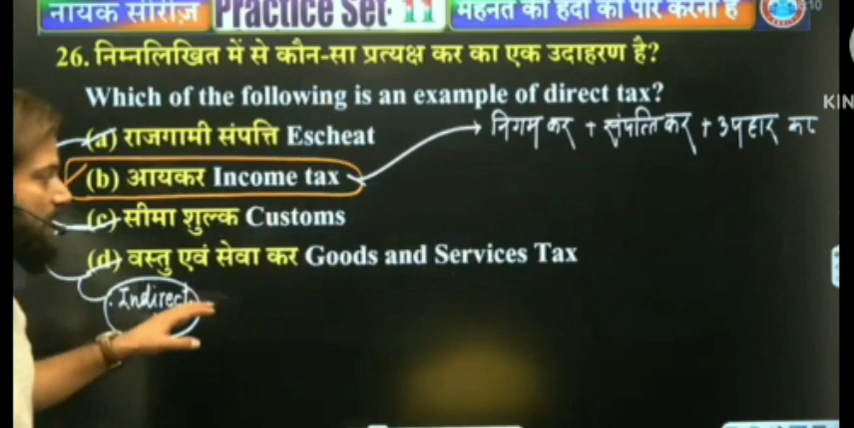 नायक सीरीज़ Practice Set- 11 मेहनत की हदों को पार करना है
26. निम्नलिखित में से कौन-सा प्रत्यक्ष कर का एक उदाहरण है?
Which of the following is an example of direct tax?
(a) राजगामी संपत्ति Escheat
निगम कर + संपत्ति कर + उपहार कर
(b) आयकर Income tax
(c) सीमा शुल्क Customs
(d) वस्तु एवं सेवा कर Goods and Services Tax
Indirect
KIN